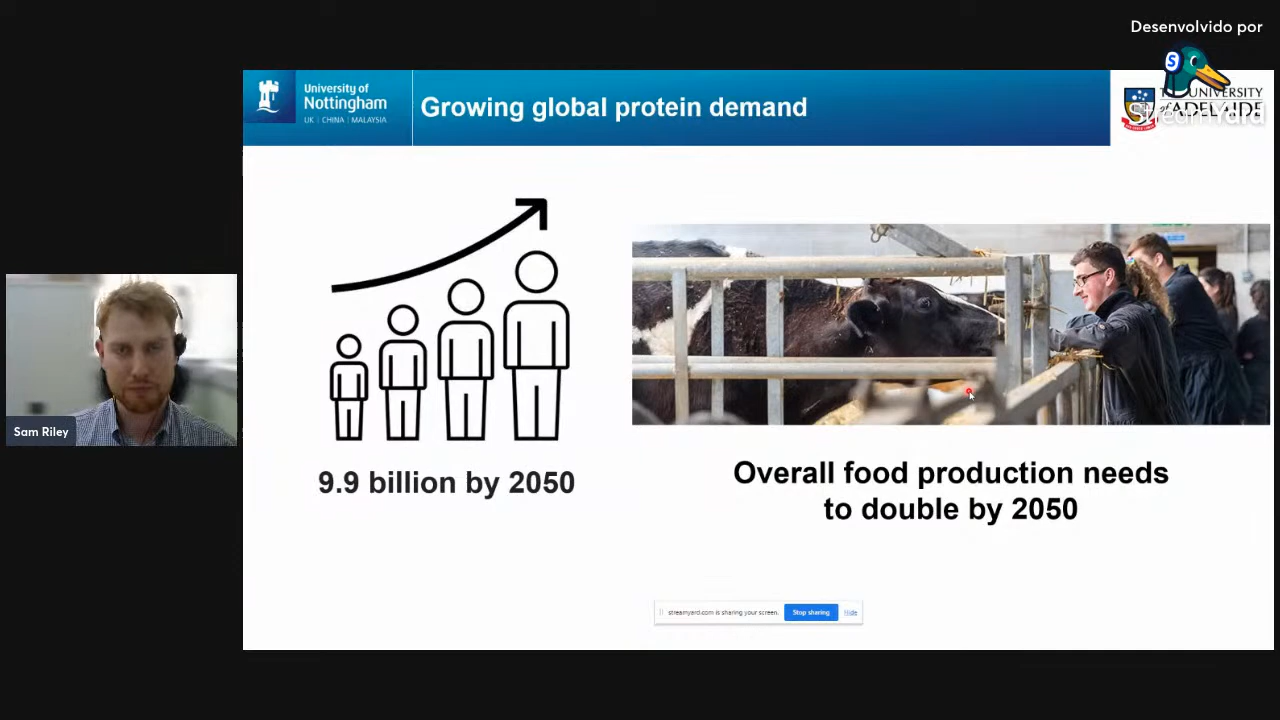 Desenvolvido por
StreamYard
University of
Nottingham
UK | CHINA | MALAYSIA
Growing global protein demand
THE UNIVERSITY
of ADELAIDE
Sam Riley
9.9 billion by 2050
Overall food production needs
to double by 2050
streamyard.com is sharing your screen.
Stop sharing
Hide